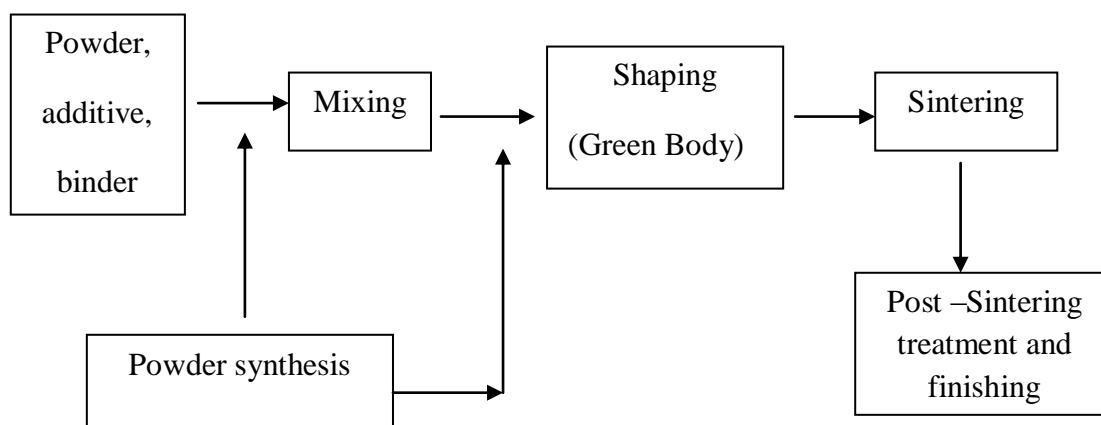 Powder,
additive,
binder
Mixing
Shaping
(Green Body)
Sintering
Powder synthesis
Post –Sintering
treatment and
finishing